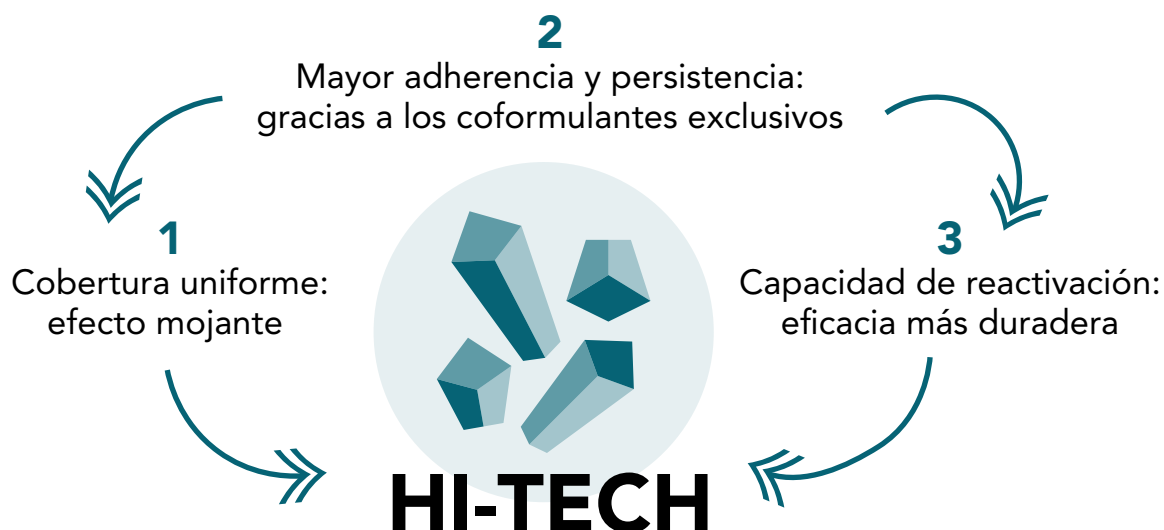 2
Mayor adherencia y persistencia:
gracias a los coformulantes exclusivos
1
Cobertura uniforme:
efecto mojante
3
Capacidad de reactivación:
eficacia más duradera
HI-TECH